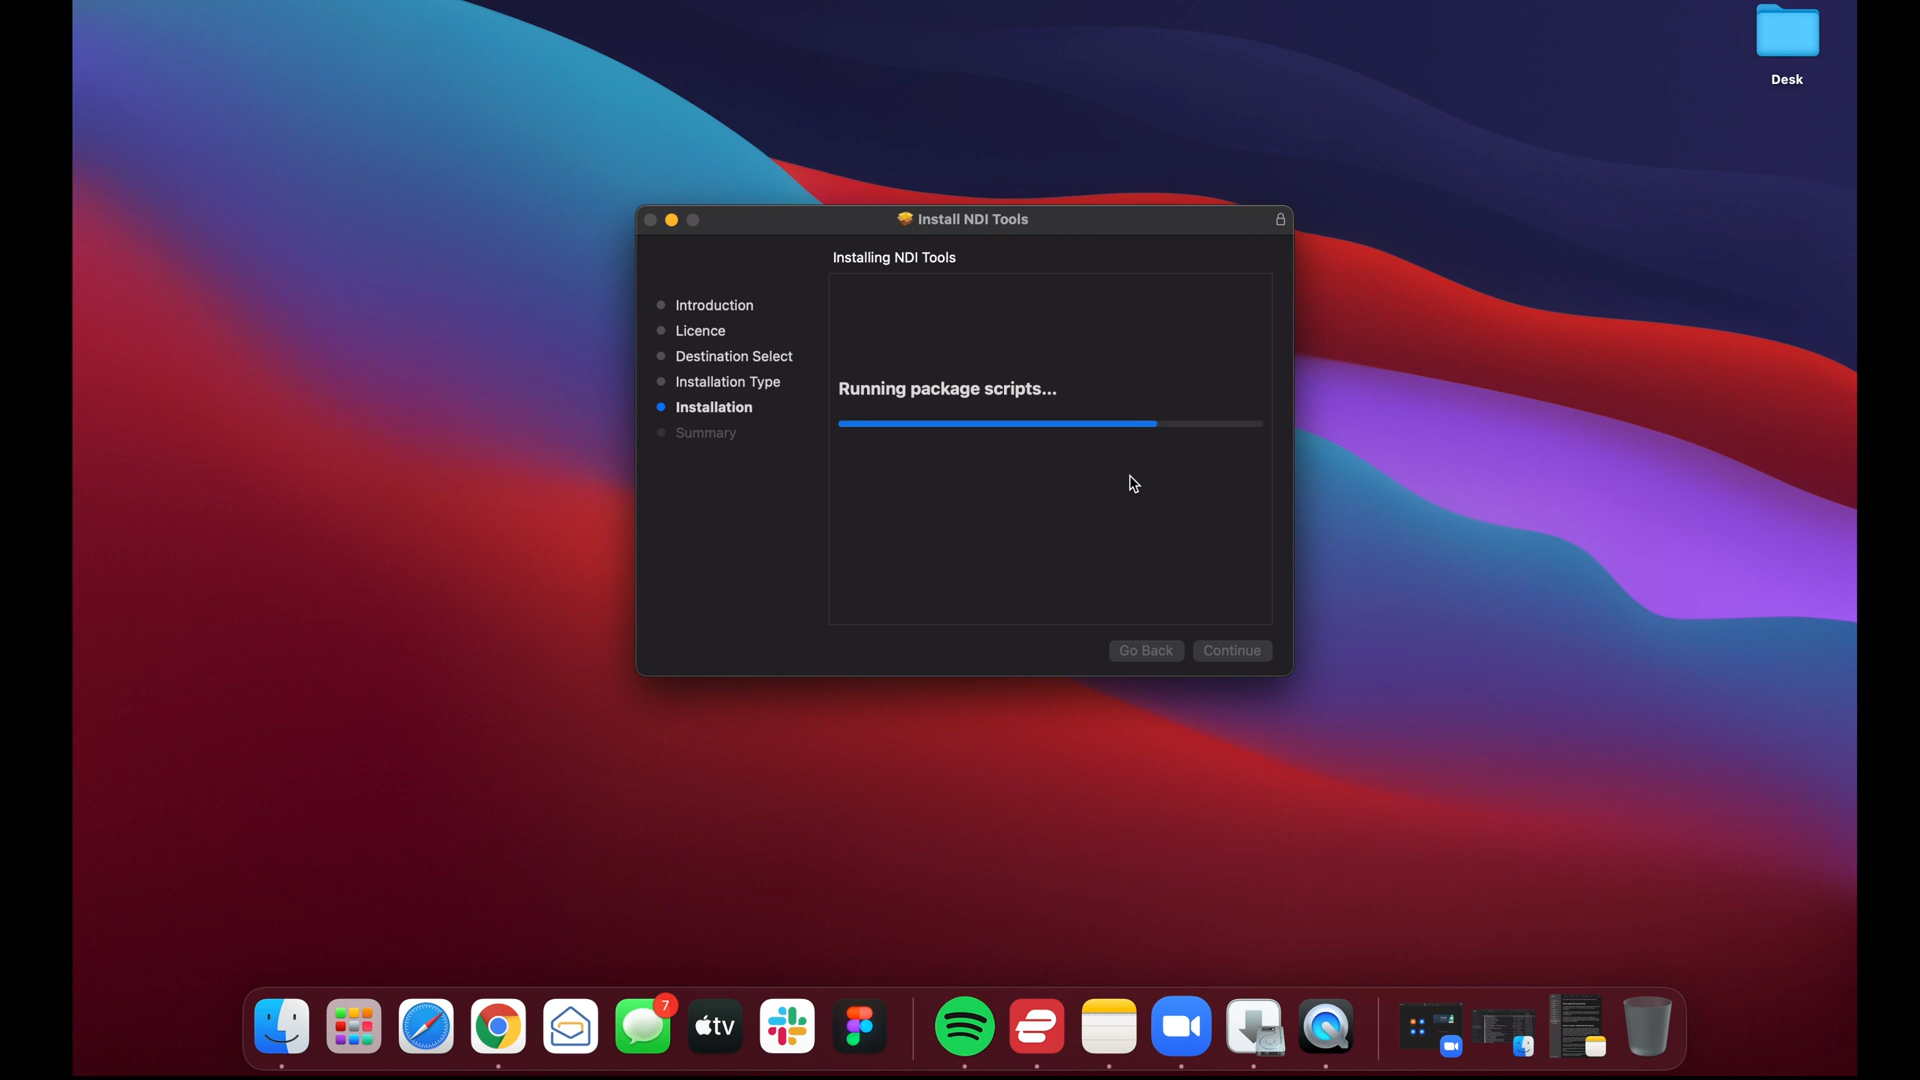 Desk
Install NDI Tools
Installing NDI Tools
Introduction
Licence
Destination Select
Installation Type
Installation
Summary
Running package scripts...
Go Back
Continue
7
tv